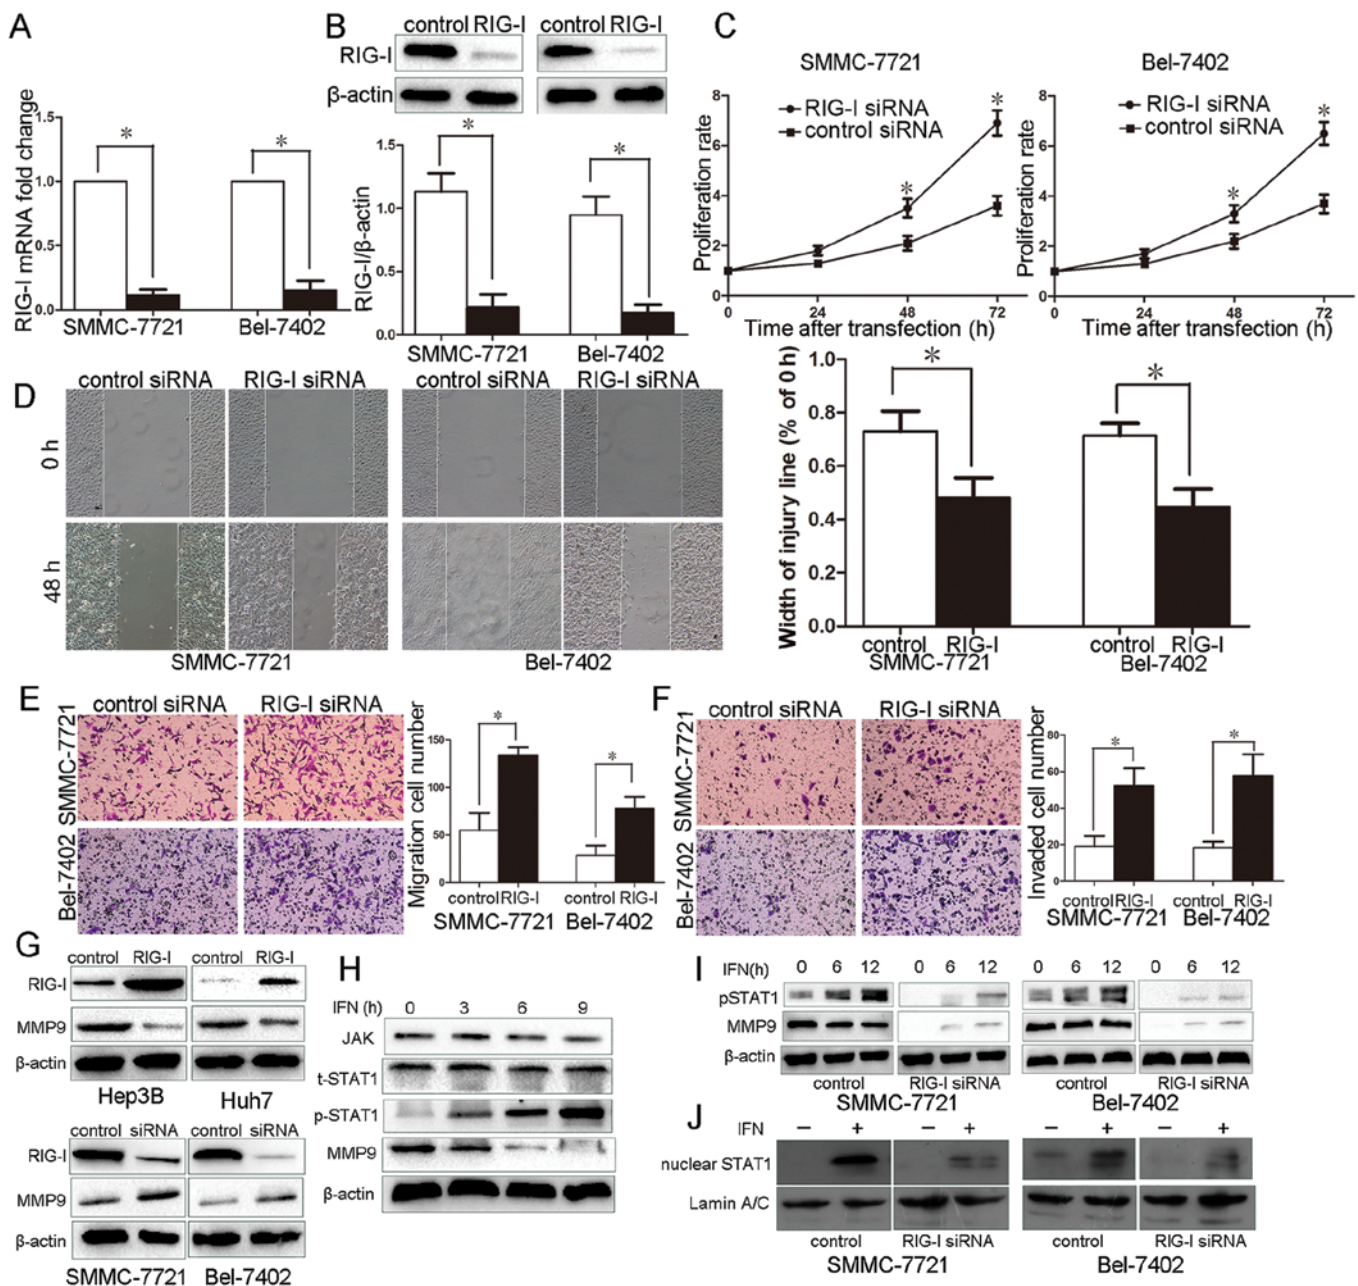 A
RIG-I mRNA fold change
1.5
1.0
0.5
0.0
*
*
SMMC-7721
Bel-7402
B
control RIG-I
control RIG-I
RIG-I
β-actin
RIG-I/β-actin
1.5
1.0
0.5
0.0
*
*
SMMC-7721
Bel-7402
C
SMMC-7721
Proliferation rate
8
6
4
2
0
RIG-I siRNA
control siRNA
*
*
0 24 48 72
Time after transfection (h)
Bel-7402
Proliferation rate
8
6
4
2
0
RIG-I siRNA
control siRNA
*
*
0 24 48 72
Time after transfection (h)
D
control siRNA RIG-I siRNA control siRNA RIG-I siRNA
0 h
48 h
SMMC-7721
Bel-7402
Width of injury line (% of 0 h)
1.0
0.8
0.6
0.4
0.2
0.0
*
*
control RIG-I
control RIG-I
SMMC-7721
Bel-7402
E
control siRNA RIG-I siRNA
SMMC-7721
Bel-7402
Migration cell number
150
100
50
0
*
*
control RIG-I
control RIG-I
SMMC-7721
Bel-7402
F
control siRNA RIG-I siRNA
SMMC-7721
Bel-7402
Invaded cell number
80
60
40
20
0
*
*
control RIG-I
control RIG-I
SMMC-7721
Bel-7402
G
control RIG-I control RIG-I
RIG-I
MMP9
β-actin
Hep3B
Huh7
control siRNA control siRNA
RIG-I
MMP9
β-actin
SMMC-7721
Bel-7402
H
IFN (h) 0 3 6 9
JAK
t-STAT1
p-STAT1
MMP9
β-actin
I
IFN(h) 0 6 12 0 6 12 0 6 12 0 6 12
pSTAT1
MMP9
β-actin
control RIG-I siRNA control RIG-I siRNA
SMMC-7721
Bel-7402
J
IFN − + − + − + − +
nuclear STAT1
Lamin A/C
control RIG-I siRNA control RIG-I siRNA
SMMC-7721
Bel-7402